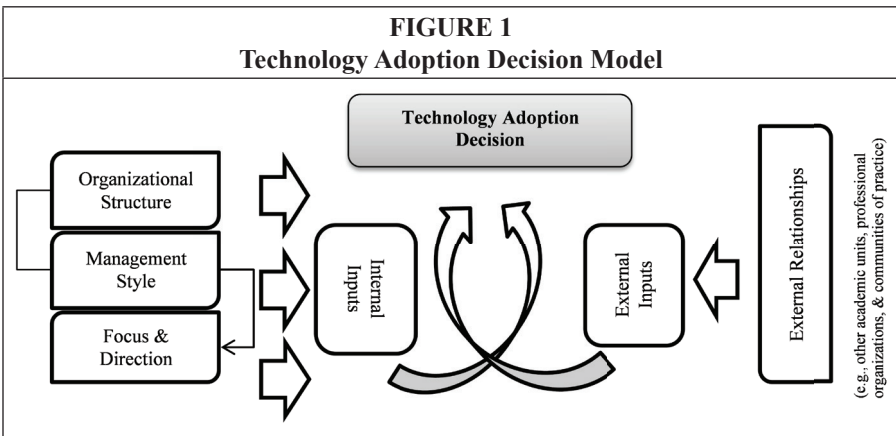 FIGURE 1
Technology Adoption Decision Model
Technology Adoption
Decision
Organizational
Structure
Management
Style
Focus &
Direction
Internal
Inputs
External
Inputs
External Relationships
(e.g., other academic units, professional
organizations, & communities of practice)